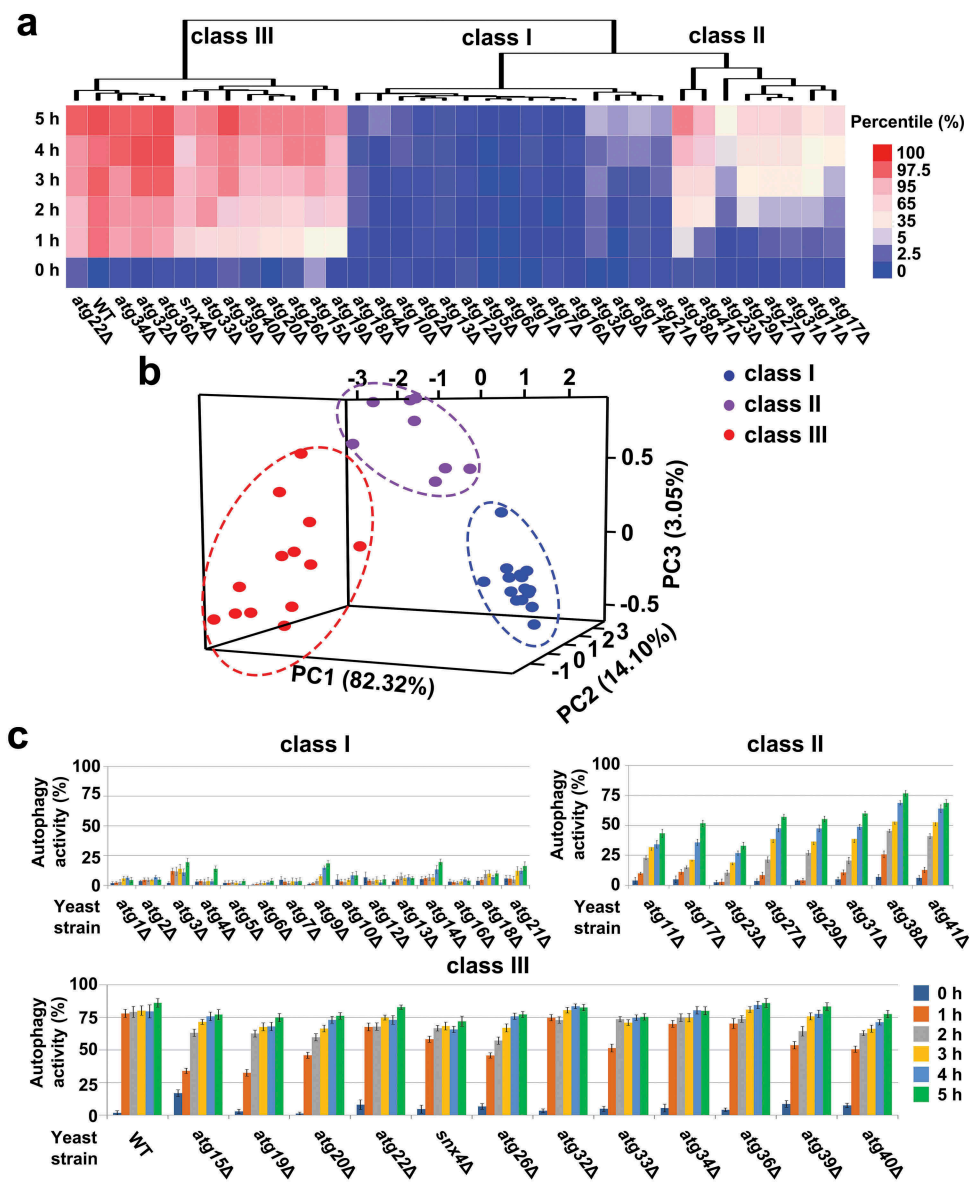 a
class III
class I
class II
5 h
4 h
3 h
2 h
1 h
0 h
Percentile (%)
100
97.5
95
65
35
5
2.5
0
atg22Δ
WT
atg34Δ
atg32Δ
atg36Δ
snx4Δ
atg33Δ
atg39Δ
atg40Δ
atg20Δ
atg26Δ
atg15Δ
atg19Δ
atg18Δ
atg4Δ
atg10Δ
atg2Δ
atg13Δ
atg12Δ
atg5Δ
atg6Δ
atg1Δ
atg7Δ
atg16Δ
atg3Δ
atg9Δ
atg14Δ
atg21Δ
atg38Δ
atg41Δ
atg23Δ
atg29Δ
atg27Δ
atg31Δ
atg11Δ
atg17Δ
b
-3 -2 -1 0 1 2
class I
class II
class III
0.5
0
-0.5
PC3 (3.05%)
-1 0 1 2 3
PC2 (14.10%)
PC1 (82.32%)
c
class I
Autophagy
activity (%)
100
75
50
25
0
Yeast
strain
atg1Δ
atg2Δ
atg3Δ
atg4Δ
atg5Δ
atg6Δ
atg7Δ
atg9Δ
atg10Δ
atg12Δ
atg13Δ
atg14Δ
atg16Δ
atg18Δ
atg21Δ
class II
Autophagy
activity (%)
100
75
50
25
0
Yeast
strain
atg11Δ
atg17Δ
atg23Δ
atg27Δ
atg29Δ
atg31Δ
atg38Δ
atg41Δ
class III
Autophagy
activity (%)
100
75
50
25
0
Yeast
strain
WT
atg15Δ
atg19Δ
atg20Δ
atg22Δ
snx4Δ
atg26Δ
atg32Δ
atg33Δ
atg34Δ
atg36Δ
atg39Δ
atg40Δ
0 h
1 h
2 h
3 h
4 h
5 h